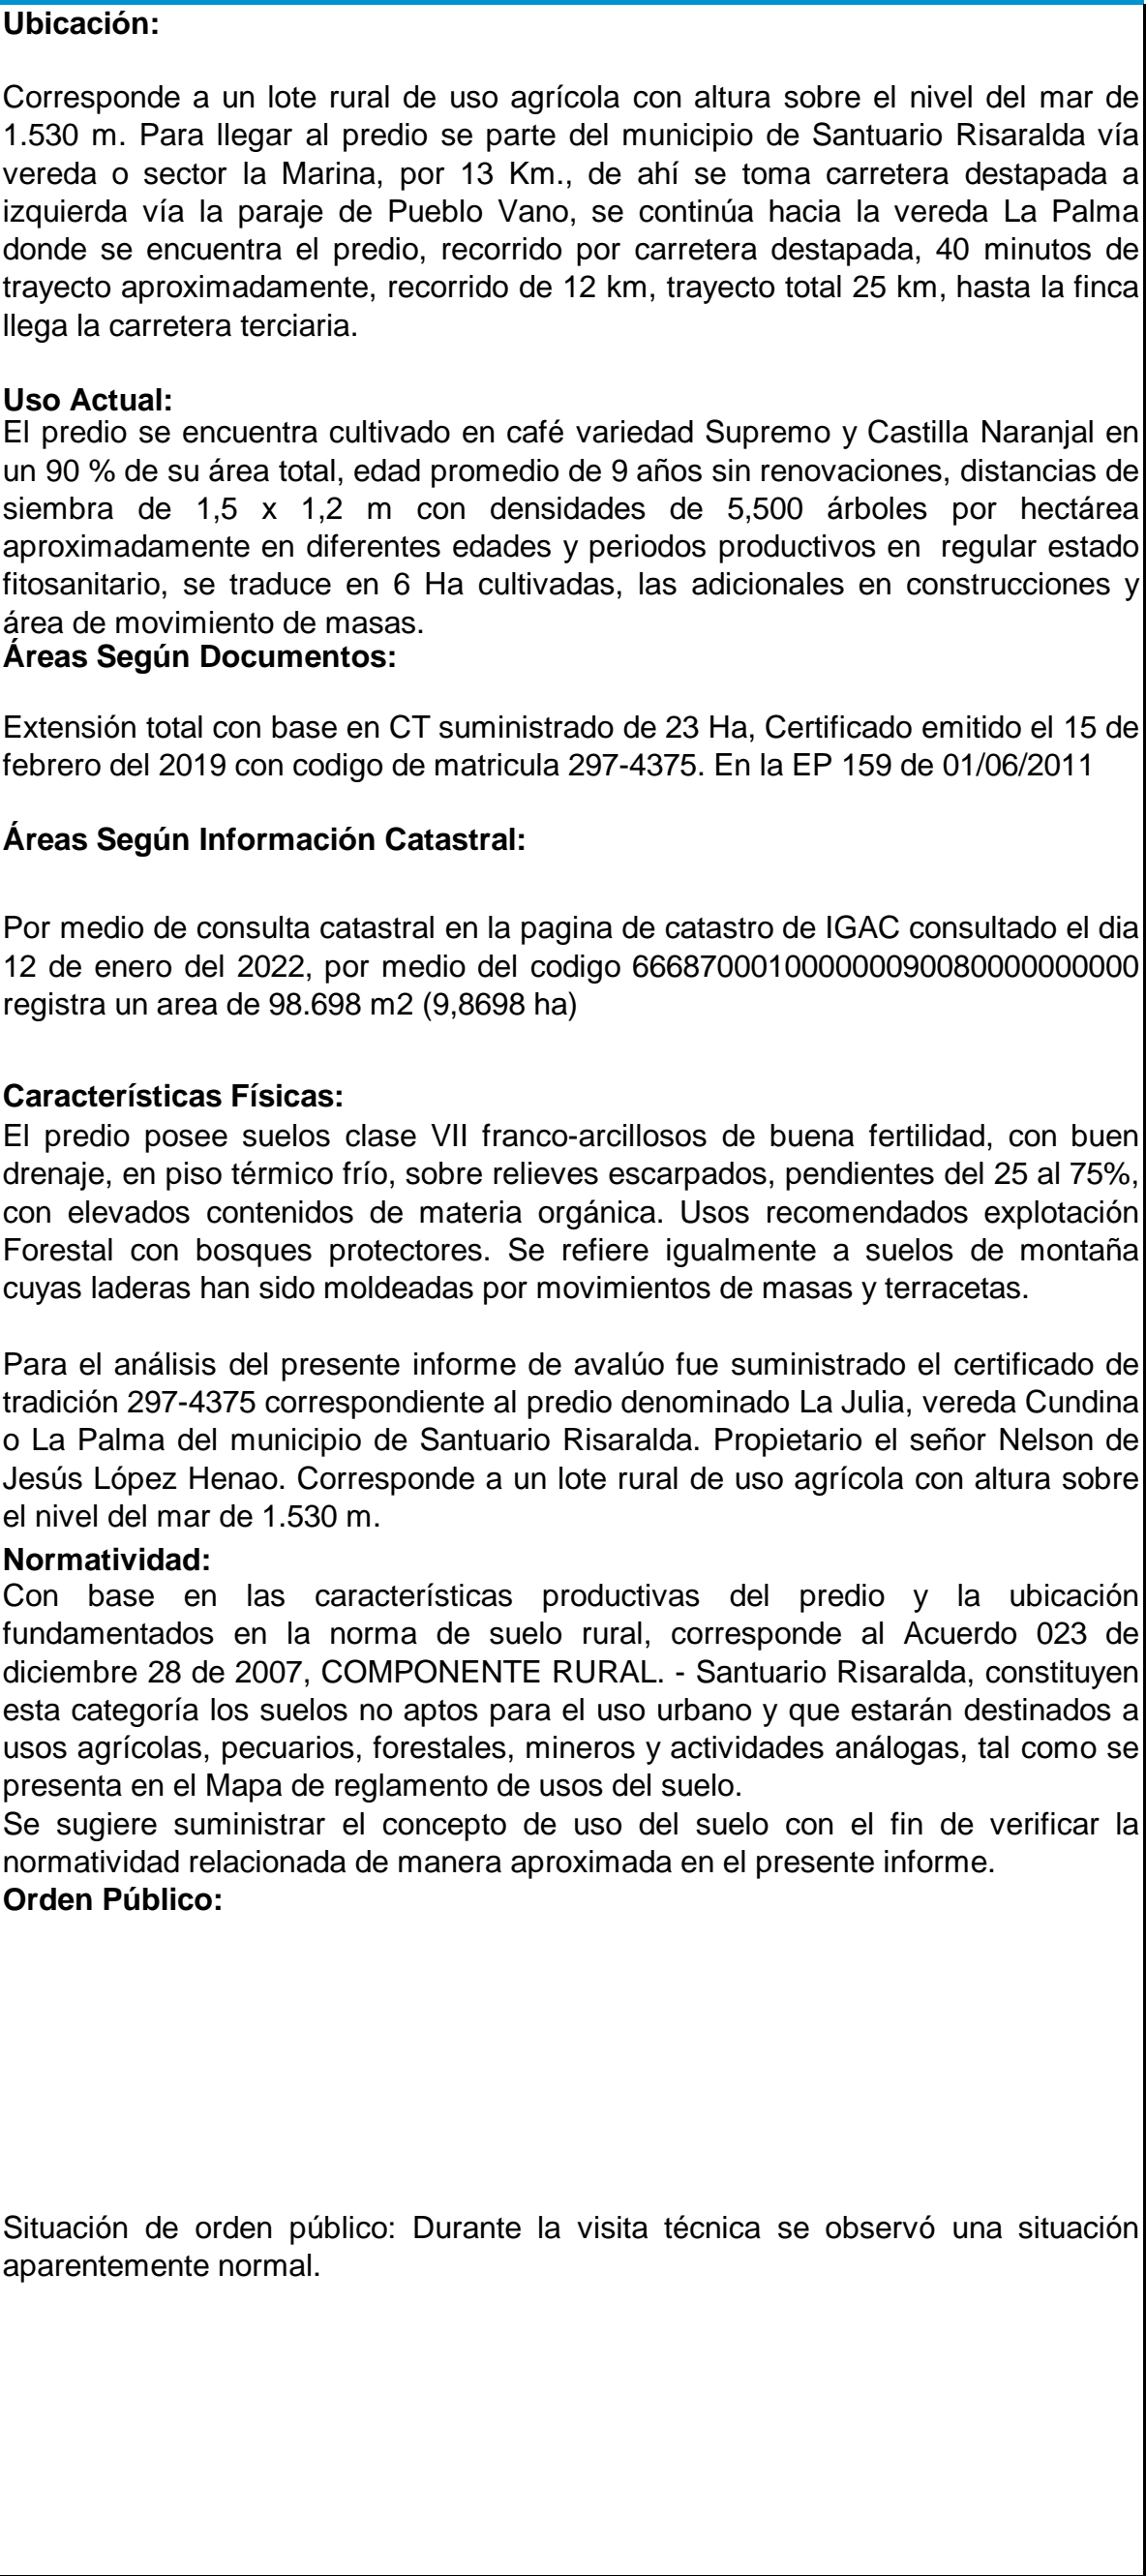 Ubicación:
Corresponde a un lote rural de uso agrícola con altura sobre el nivel del mar de
1.530 m. Para llegar al predio se parte del municipio de Santuario Risaralda vía
vereda o sector la Marina, por 13 Km., de ahí se toma carretera destapada a
izquierda vía la paraje de Pueblo Vano, se continúa hacia la vereda La Palma
donde se encuentra el predio, recorrido por carretera destapada, 40 minutos de
trayecto aproximadamente, recorrido de 12 km, trayecto total 25 km, hasta la finca
llega la carretera terciaria.
Uso Actual:
El predio se encuentra cultivado en café variedad Supremo y Castilla Naranjal en
un 90 % de su área total, edad promedio de 9 años sin renovaciones, distancias de
siembra de 1,5 x 1,2 m con densidades de 5,500 árboles por hectárea
aproximadamente en diferentes edades y periodos productivos en regular estado
fitosanitario, se traduce en 6 Ha cultivadas, las adicionales en construcciones y
área de movimiento de masas.
Áreas Según Documentos:
Extensión total con base en CT suministrado de 23 Ha, Certificado emitido el 15 de
febrero del 2019 con codigo de matricula 297-4375. En la EP 159 de 01/06/2011
Áreas Según Información Catastral:
Por medio de consulta catastral en la pagina de catastro de IGAC consultado el dia
12 de enero del 2022, por medio del codigo 666870001000000090080000000000
registra un area de 98.698 m2 (9,8698 ha)
Características Físicas:
El predio posee suelos clase VII franco-arcillosos de buena fertilidad, con buen
drenaje, en piso térmico frío, sobre relieves escarpados, pendientes del 25 al 75%,
con elevados contenidos de materia orgánica. Usos recomendados explotación
Forestal con bosques protectores. Se refiere igualmente a suelos de montaña
cuyas laderas han sido moldeadas por movimientos de masas y terracetas.
Para el análisis del presente informe de avalúo fue suministrado el certificado de
tradición 297-4375 correspondiente al predio denominado La Julia, vereda Cundina
o La Palma del municipio de Santuario Risaralda. Propietario el señor Nelson de
Jesús López Henao. Corresponde a un lote rural de uso agrícola con altura sobre
el nivel del mar de 1.530 m.
Normatividad:
Con base en las características productivas del predio y la ubicación
fundamentados en la norma de suelo rural, corresponde al Acuerdo 023 de
diciembre 28 de 2007, COMPONENTE RURAL. - Santuario Risaralda, constituyen
esta categoría los suelos no aptos para el uso urbano y que estarán destinados a
usos agrícolas, pecuarios, forestales, mineros y actividades análogas, tal como se
presenta en el Mapa de reglamento de usos del suelo.
Se sugiere suministrar el concepto de uso del suelo con el fin de verificar la
normatividad relacionada de manera aproximada en el presente informe.
Orden Público:
Situación de orden público: Durante la visita técnica se observó una situación
aparentemente normal.